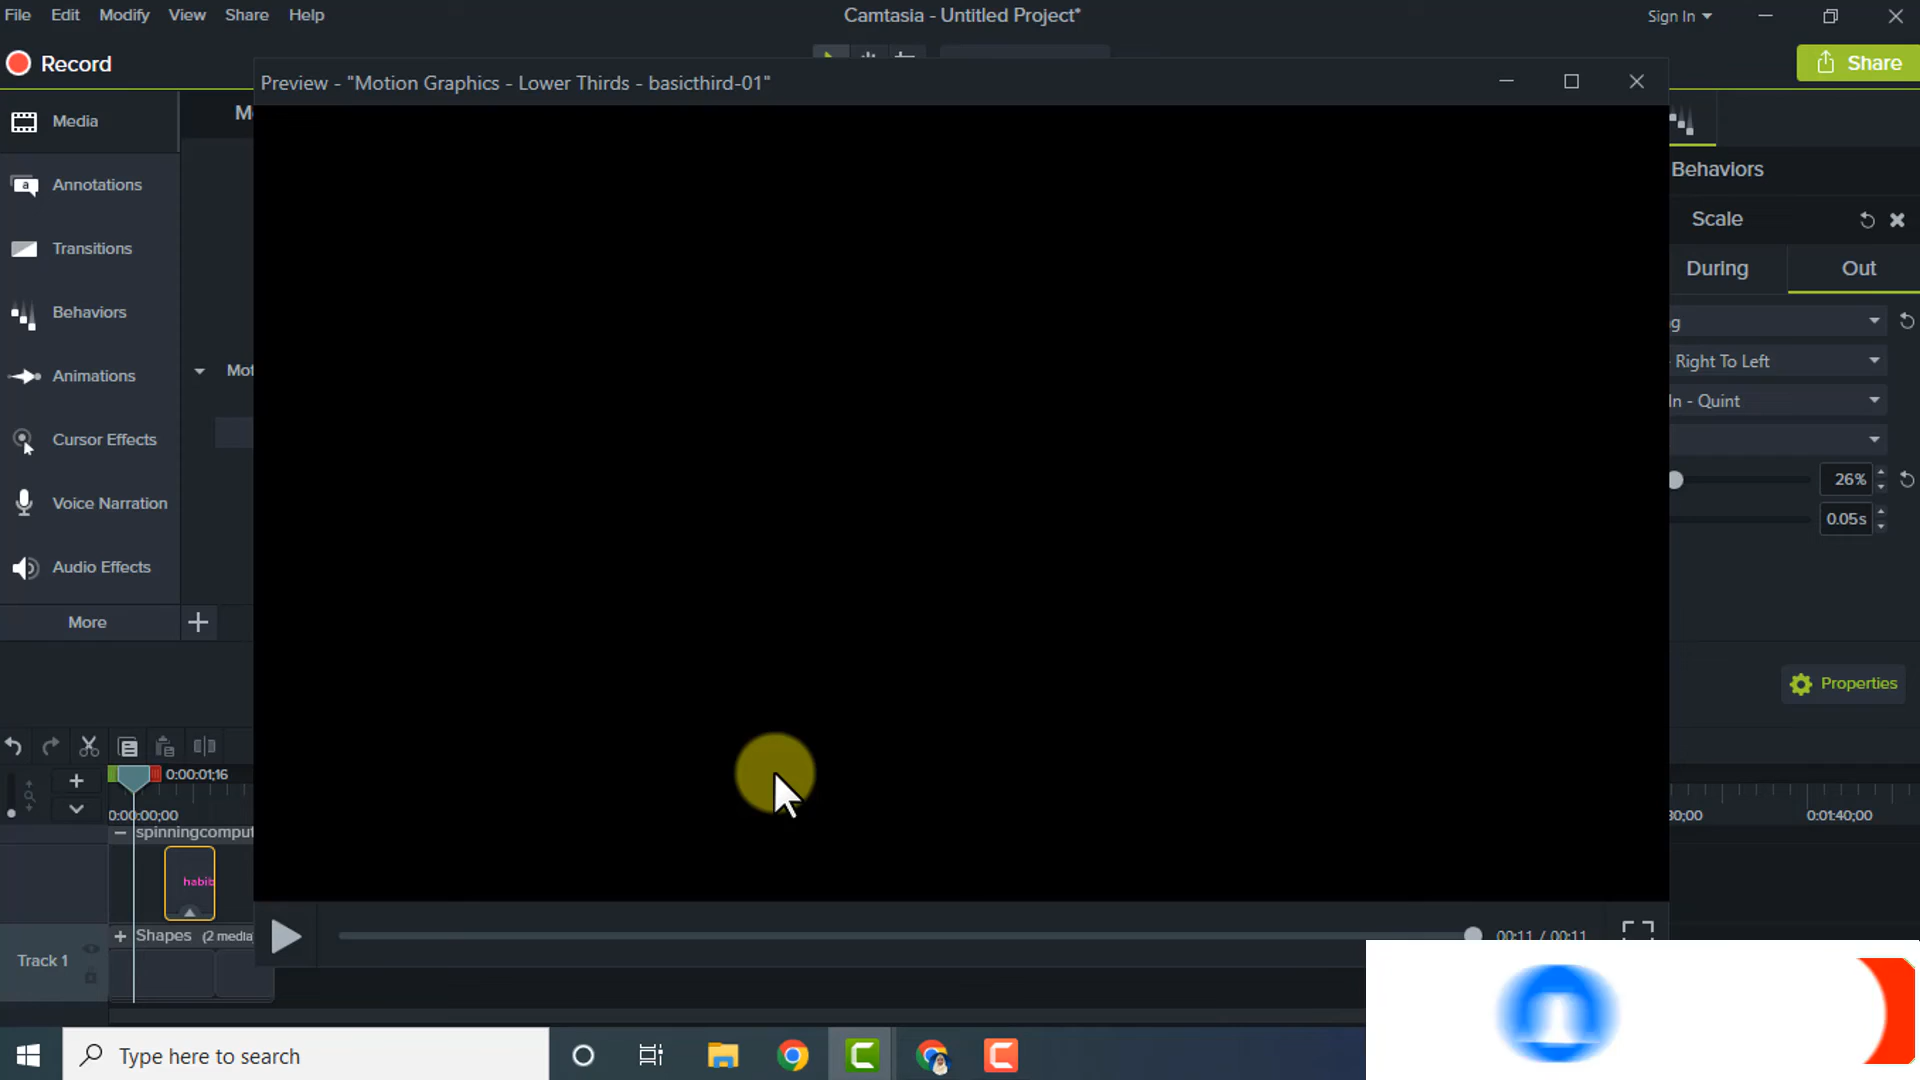 File Edit Modify View Share Help
Camtasia - Untitled Project*
Sign In
Record
Share
Preview - "Motion Graphics - Lower Thirds - basicthird-01"
Media
Annotations
Transitions
Behaviors
Animations
Cursor Effects
Voice Narration
Audio Effects
More
Behaviors
Scale
During
Out
Right To Left
In - Quint
26%
0.05s
Properties
0:00:01;16
0:00:00;00
0:01:40;00
spinningcomput
habib
Shapes (2 media)
Track 1
00:11 / 00:11
Type here to search